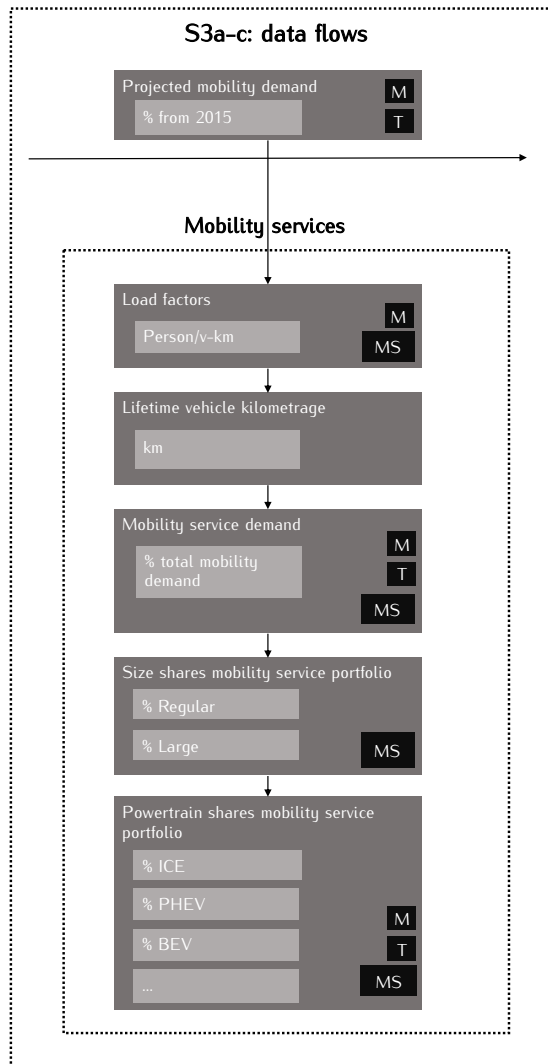 S3a-c: data flows
Projected mobility demand
M
% from 2015
T
Mobility services
Load factors
M
Person/v-km
MS
Lifetime vehicle kilometrage
km
Mobility service demand
M
% total mobility
demand
T
MS
Size shares mobility service portfolio
% Regular
% Large
MS
Powertrain shares mobility service
portfolio
% ICE
% PHEV
M
% BEV
T
...
MS